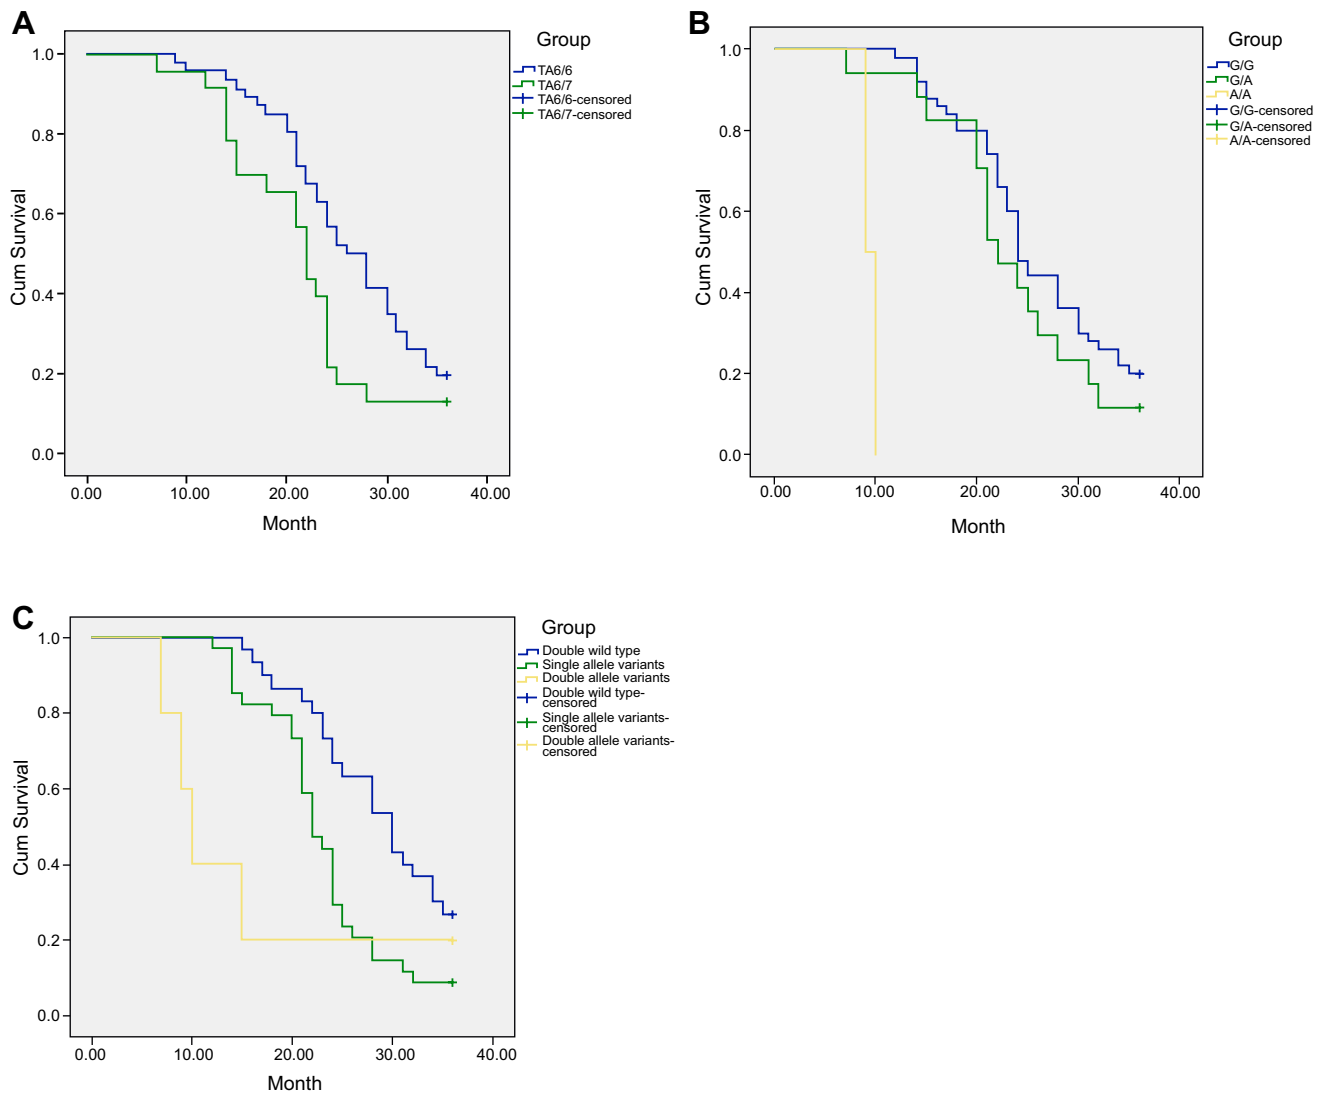 A
Group
TA6/6
TA6/7
TA6/6-censored
TA6/7-censored
1.0
0.8
0.6
0.4
0.2
0.0
Cum Survival
0.00 10.00 20.00 30.00 40.00
Month
B
Group
G/G
G/A
A/A
G/G-censored
G/A-censored
A/A-censored
1.0
0.8
0.6
0.4
0.2
0.0
Cum Survival
0.00 10.00 20.00 30.00 40.00
Month
C
Group
Double wild type
Single allele variants
Double allele variants
Double wild type-
censored
Single allele variants-
censored
Double allele variants-
censored
1.0
0.8
0.6
0.4
0.2
0.0
Cum Survival
0.00 10.00 20.00 30.00 40.00
Month